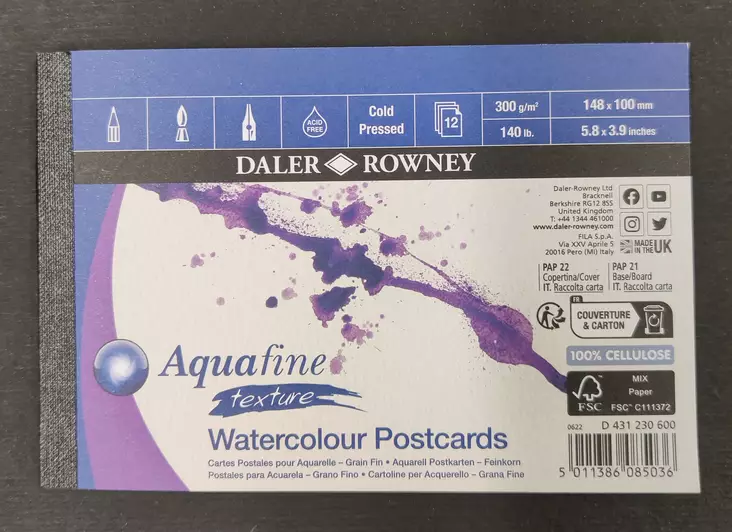 ACID
FREE
Cold
Pressed
12
300 g/m²
140 lb.
148 x 100 mm
5.8 x 3.9 inches
DALER ROWNEY
Daler-Rowney Ltd
Bracknell
Berkshire RG12 8SS
United Kingdom
T: +44 1344 461000
www.daler-rowney.com
FILA S.p.A.
Via XXV Aprile 5
20016 Pero (MI) Italy
MADE
IN THE UK
PAP 22
Copertina/Cover
IT. Raccolta carta
PAP 21
Base/Board
IT. Raccolta carta
FR
COUVERTURE
& CARTON
100% CELLULOSE
FSC
MIX
Paper
FSC™ C111372
Aquafine
texture
Watercolour Postcards
Cartes Postales pour Aquarelle – Grain Fin • Aquarell Postkarten – Feinkorn
Postales para Acuarela – Grano Fino • Cartoline per Acquerello – Grana Fine
0622
D 431 230 600
5 011386 085036